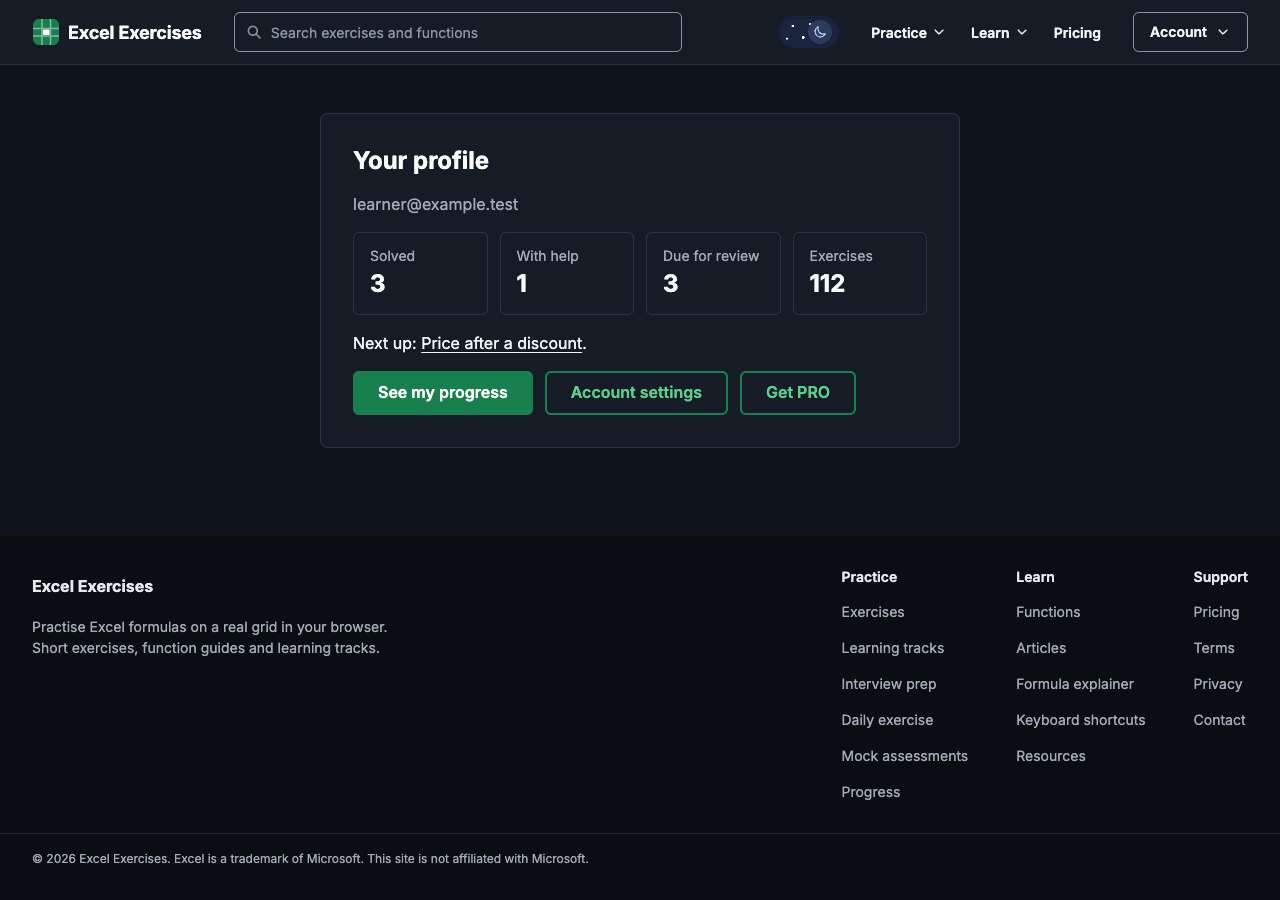 Excel Exercises
Search exercises and functions
Practice
Learn
Pricing
Account
Your profile
learner@example.test
Solved
3
With help
1
Due for review
3
Exercises
112
Next up: Price after a discount.
See my progress
Account settings
Get PRO
Excel Exercises
Practise Excel formulas on a real grid in your browser.
Short exercises, function guides and learning tracks.
Practice
Exercises
Learning tracks
Interview prep
Daily exercise
Mock assessments
Progress
Learn
Functions
Articles
Formula explainer
Keyboard shortcuts
Resources
Support
Pricing
Terms
Privacy
Contact
© 2026 Excel Exercises. Excel is a trademark of Microsoft. This site is not affiliated with Microsoft.